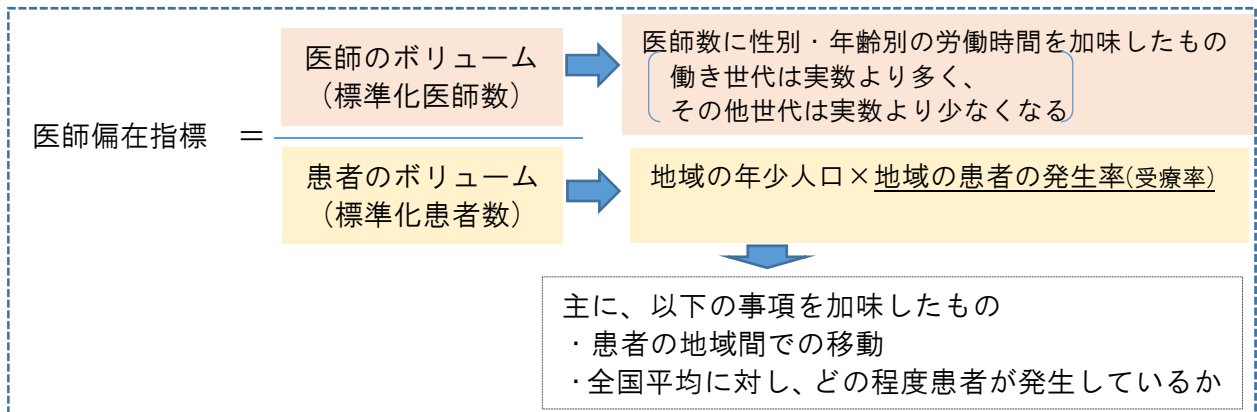 医師のボリューム
（標準化医師数）
医師数に性別・年齢別の労働時間を加味したもの
働き世代は実数より多く、
その他世代は実数より少なくなる
医師偏在指標　＝
患者のボリューム
（標準化患者数）
地域の年少人口×地域の患者の発生率(受療率)
主に、以下の事項を加味したもの
・患者の地域間での移動
・全国平均に対し、どの程度患者が発生しているか